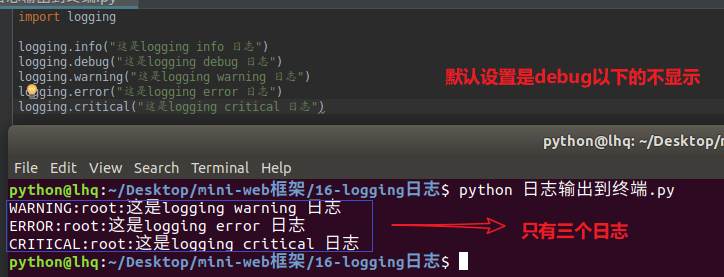 志输出到终端.py
import logging
logging.info("这是logging info 日志")
logging.debug("这是logging debug 日志")
logging.warning("这是logging warning 日志")
logging.error("这是logging error 日志")
logging.critical("这是logging critical 日志")
默认设置是debug以下的不显示
python@lhq: ~/Desktop/mini-we
File Edit View Search Terminal Help
python@lhq:~/Desktop/mini-web框架/16-logging日志$ python 日志输出到终端.py
WARNING:root:这是logging warning 日志
ERROR:root:这是logging error 日志
CRITICAL:root:这是logging critical 日志
只有三个日志
python@lhq:~/Desktop/mini-web框架/16-logging日志$